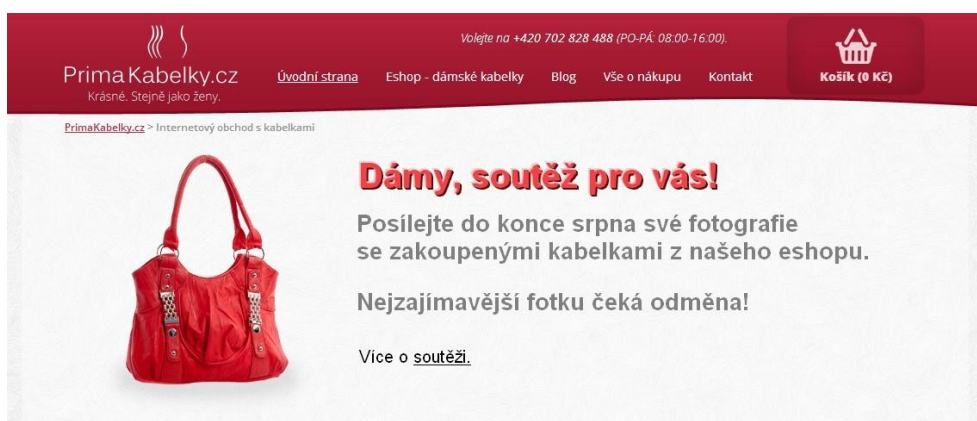 Volejte na +420 702 828 488 (PO-PÁ: 08:00-16:00).
PrimaKabelky.cz
Krásné. Stejně jako ženy.
Úvodní strana Eshop - dámské kabelky Blog Vše o nákupu Kontakt
Košík (0 Kč)
PrimaKabelky.cz > Internetový obchod s kabelkami
Dámy, soutěž pro vás!
Posílejte do konce srpna své fotografie
se zakoupenými kabelkami z našeho eshopu.
Nejzajímavější fotku čeká odměna!
Více o soutěži.